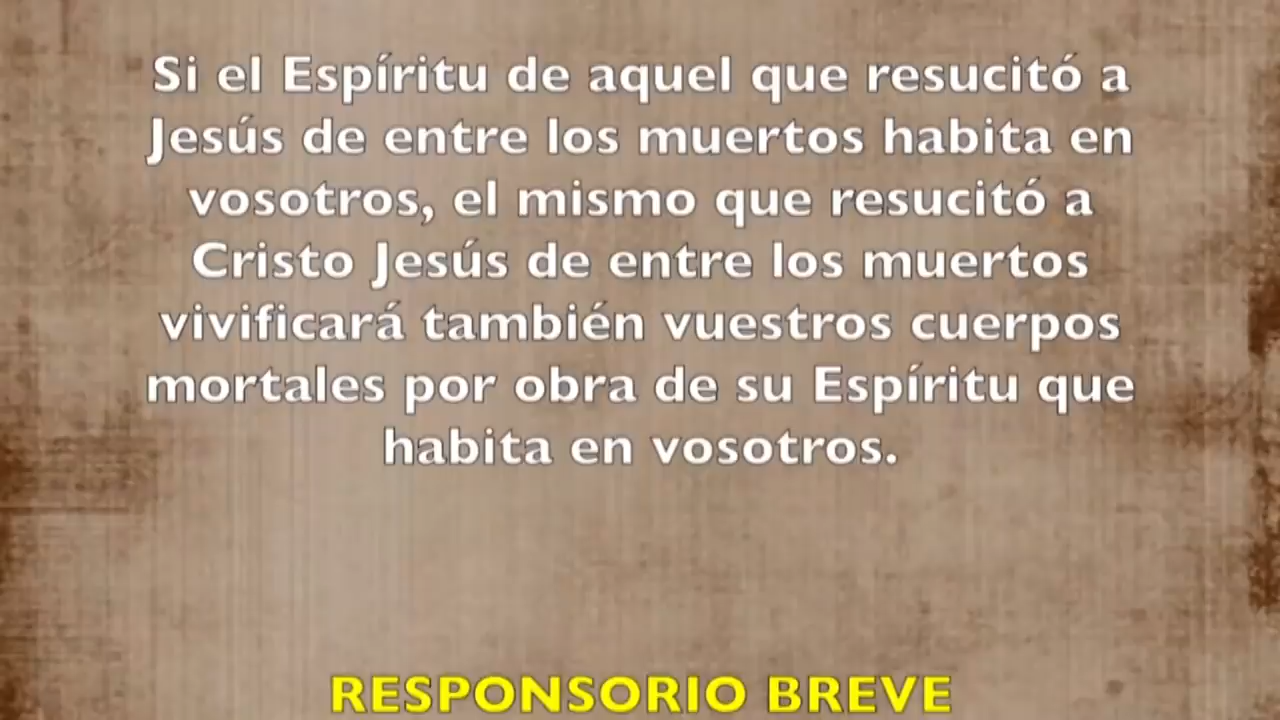 Si el Espíritu de aquel que resucitó a
Jesús de entre los muertos habita en
vosotros, el mismo que resucitó a
Cristo Jesús de entre los muertos
vivificará también vuestros cuerpos
mortales por obra de su Espíritu que
habita en vosotros.
RESPONSORIO BREVE